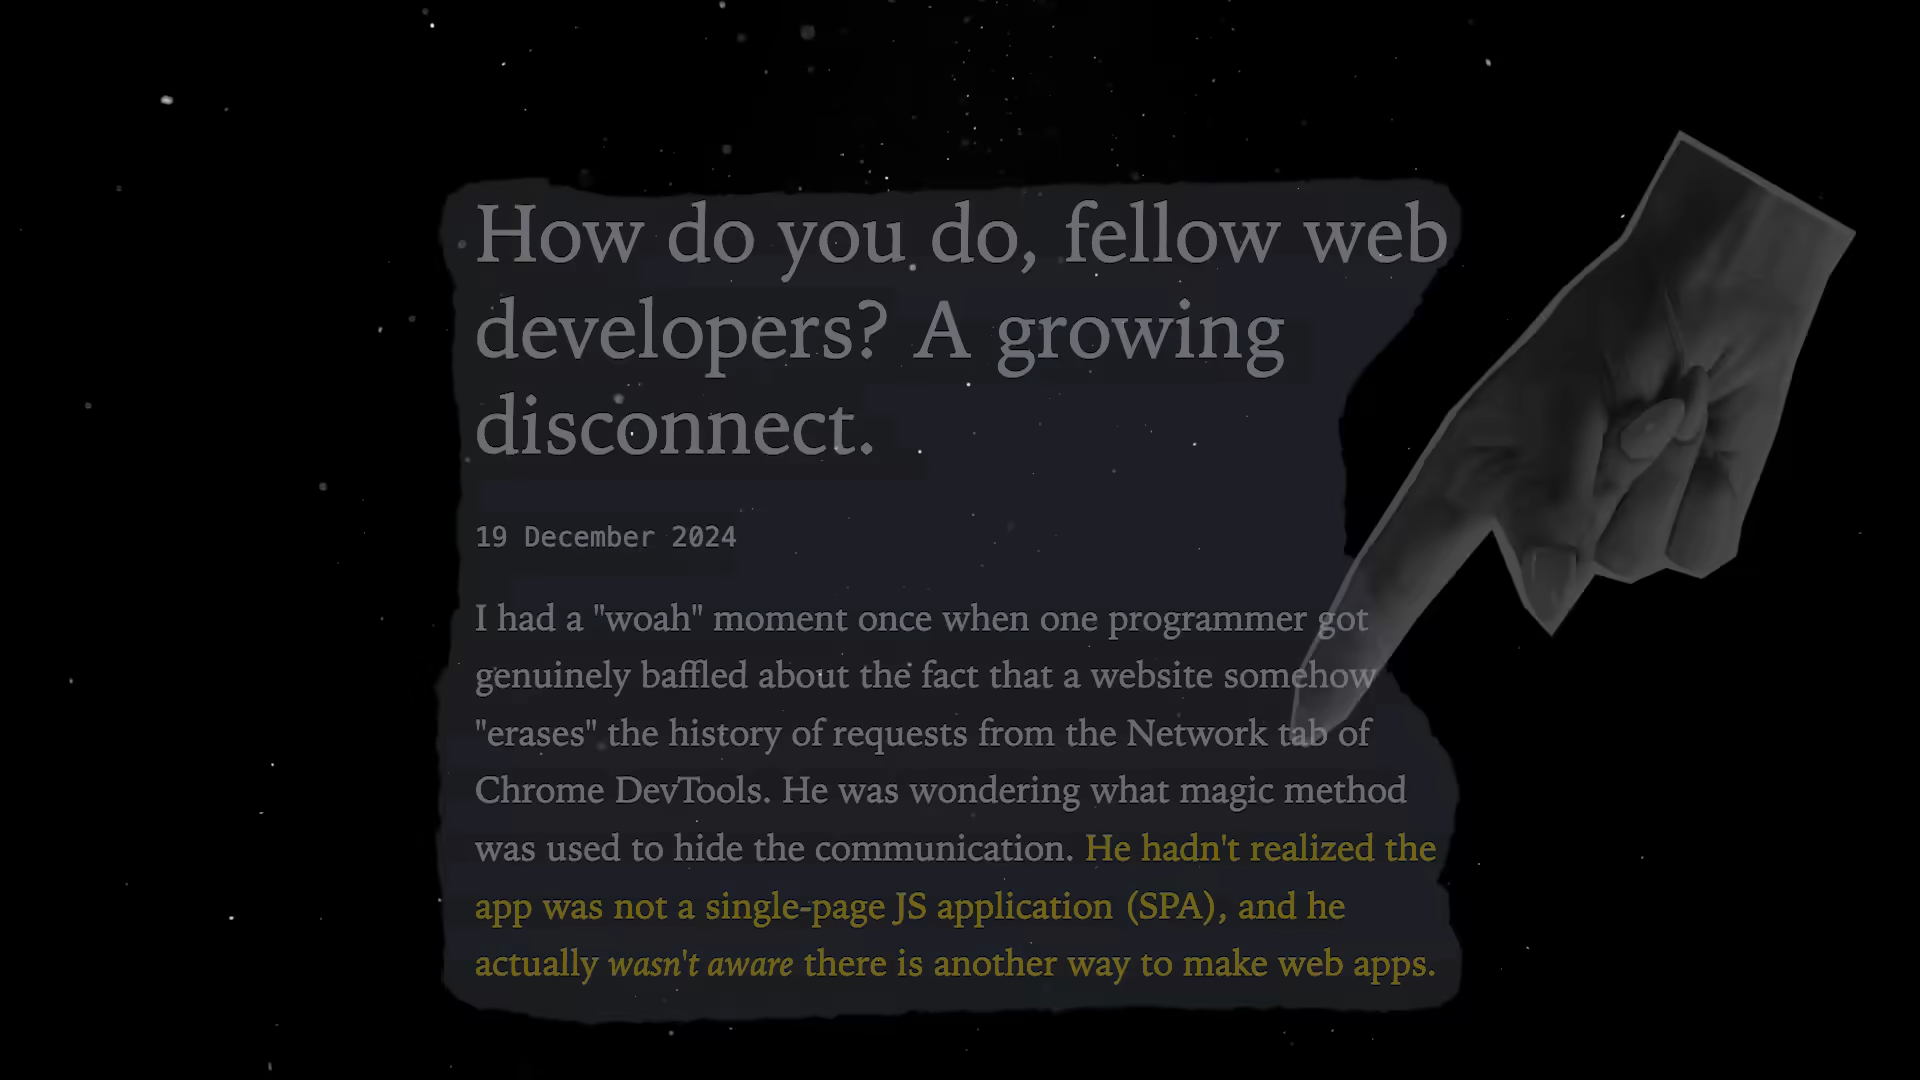 How do you do, fellow web
developers? A growing
disconnect.
19 December 2024
I had a "woah" moment once when one programmer got
genuinely baffled about the fact that a website somehow
"erases" the history of requests from the Network tab of
Chrome DevTools. He was wondering what magic method
was used to hide the communication. He hadn't realized the
app was not a single-page JS application (SPA), and he
actually wasn't aware there is another way to make web apps.